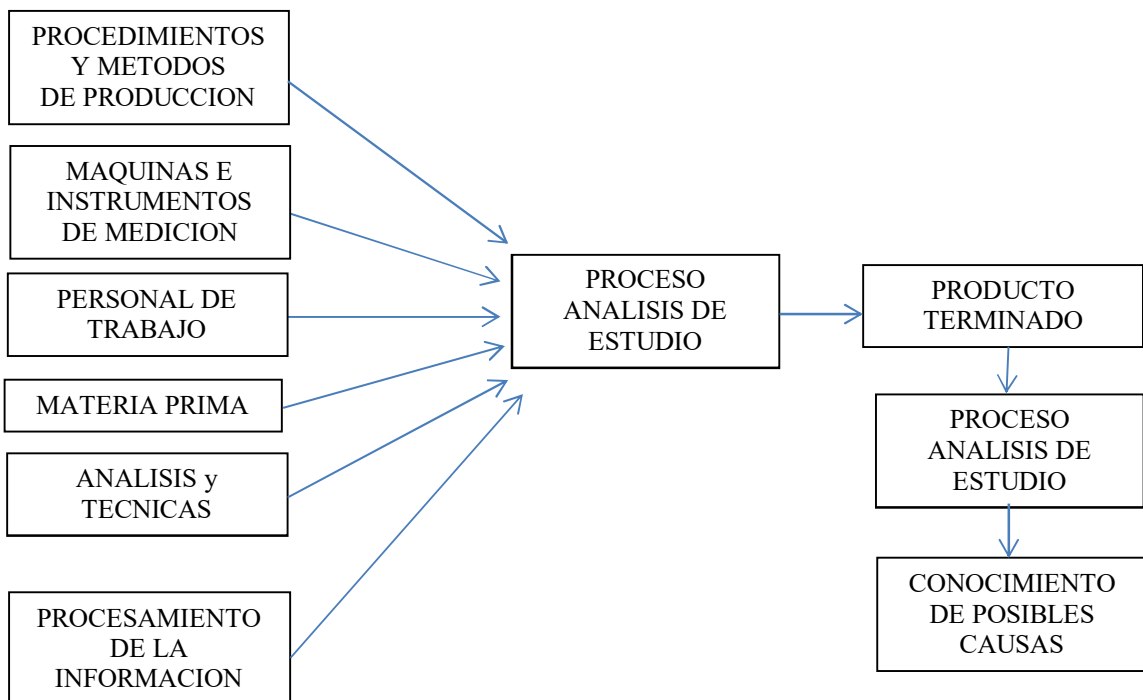 PROCEDIMIENTOS
Y METODOS
DE PRODUCCION
MAQUINAS E
INSTRUMENTOS
DE MEDICION
PERSONAL DE
TRABAJO
MATERIA PRIMA
ANALISIS y
TECNICAS
PROCESAMIENTO
DE LA
INFORMACION
PROCESO
ANALISIS DE
ESTUDIO
PRODUCTO
TERMINADO
PROCESO
ANALISIS DE
ESTUDIO
CONOCIMIENTO
DE POSIBLES
CAUSAS